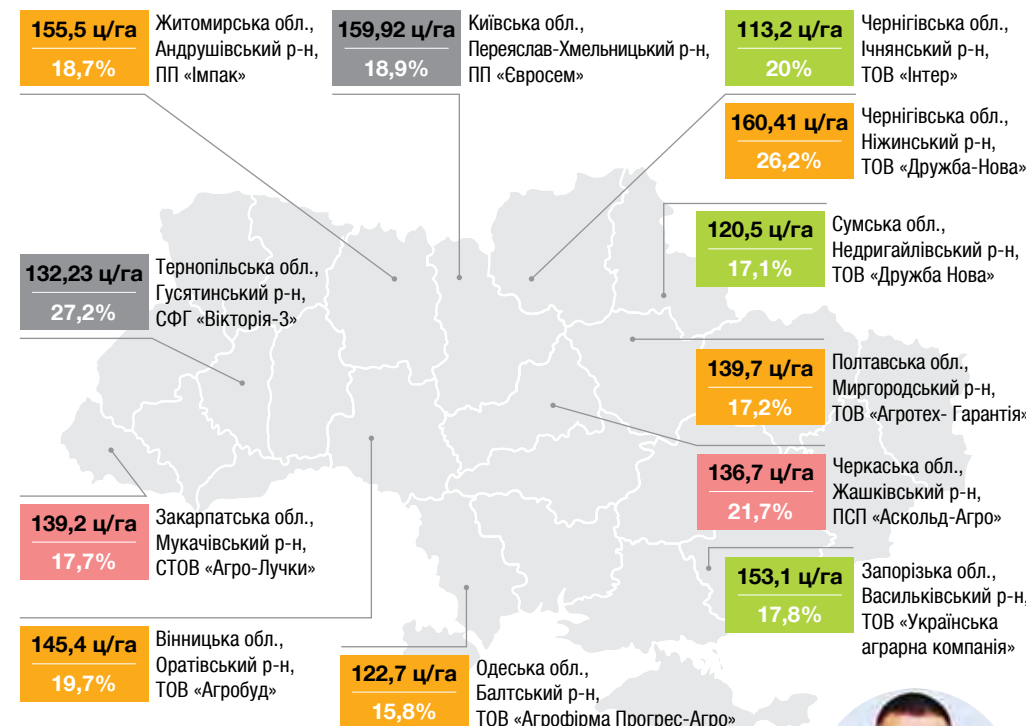 155,5 ц/га
18,7%
Житомирська обл.,
Андрушівський р-н,
ПП «Імпак»
159,92 ц/га
18,9%
Київська обл.,
Переяслав-Хмельницький р-н,
ПП «Євросем»
113,2 ц/га
20%
Чернігівська обл.,
Ічнянський р-н,
ТОВ «Інтер»
160,41 ц/га
26,2%
Чернігівська обл.,
Ніжинський р-н,
ТОВ «Дружба-Нова»
120,5 ц/га
17,1%
Сумська обл.,
Недригайлівський р-н,
ТОВ «Дружба Нова»
132,23 ц/га
27,2%
Тернопільська обл.,
Гусятинський р-н,
СФГ «Вікторія-3»
139,7 ц/га
17,2%
Полтавська обл.,
Миргородський р-н,
ТОВ «Агротех- Гарантія»
136,7 ц/га
21,7%
Черкаська обл.,
Жашківський р-н,
ПСП «Аскольд-Агро»
139,2 ц/га
17,7%
Закарпатська обл.,
Мукачівський р-н,
СТОВ «Агро-Лучки»
153,1 ц/га
17,8%
Запорізька обл.,
Васильківський р-н,
ТОВ «Українська
аграрна компанія»
145,4 ц/га
19,7%
Вінницька обл.,
Оратівський р-н,
ТОВ «Агробуд»
122,7 ц/га
15,8%
Одеська обл.,
Балтський р-н,
ТОВ «Агрофірма Прогрес-Агро»